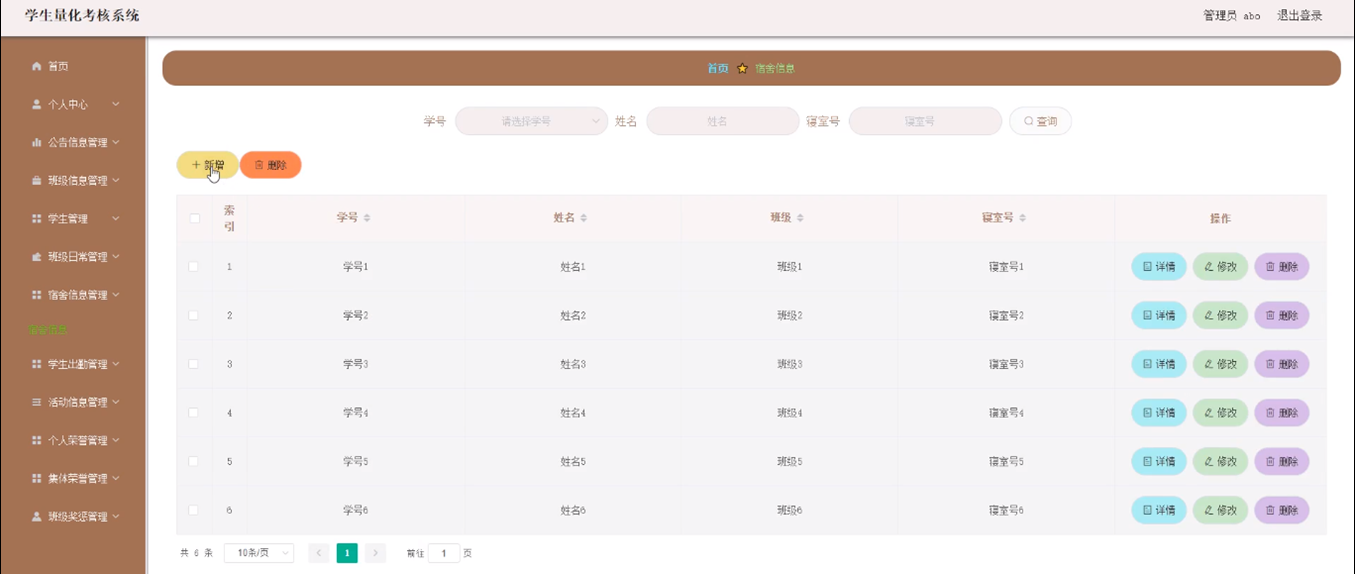 学生量化考核系统
管理员 abo 退出登录
首页
个人中心
公告信息管理
班级信息管理
学生管理
班级日常管理
宿舍信息管理
宿舍信息
学生出勤管理
活动信息管理
个人荣誉管理
集体荣誉管理
班级奖惩管理
首页 宿舍信息
学号 请选择学号 姓名 姓名 寝室号 寝室号 查询
新增 删除
索引 学号 姓名 班级 寝室号 操作
1 学号1 姓名1 班级1 寝室号1 详情 修改 删除
2 学号2 姓名2 班级2 寝室号2 详情 修改 删除
3 学号3 姓名3 班级3 寝室号3 详情 修改 删除
4 学号4 姓名4 班级4 寝室号4 详情 修改 删除
5 学号5 姓名5 班级5 寝室号5 详情 修改 删除
6 学号6 姓名6 班级6 寝室号6 详情 修改 删除
共 6 条 10条/页 1 前往 1 页